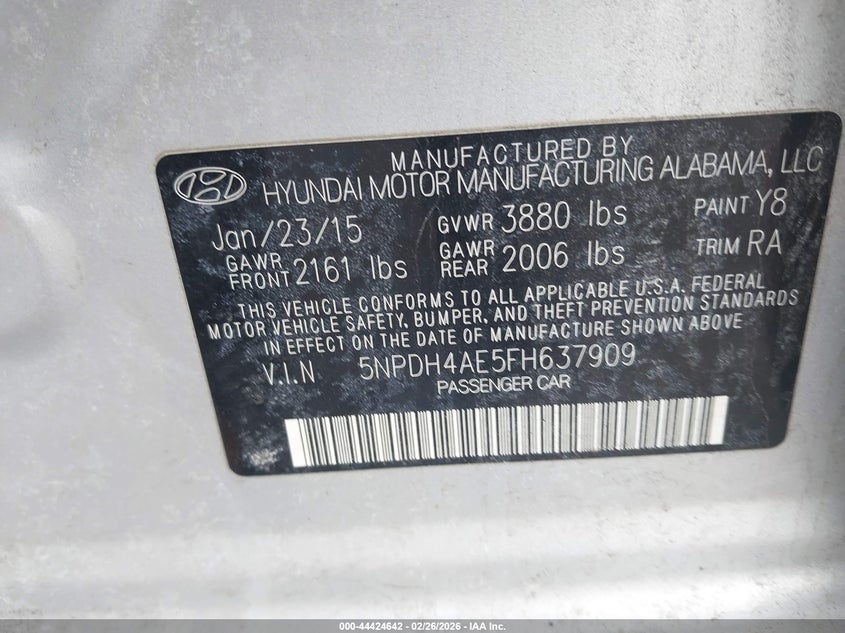 MANUFACTURED BY
HYUNDAI MOTOR MANUFACTURING ALABAMA, LLC
Jan/23/15 GVWR 3880 lbs PAINT Y8
GAWR FRONT 2161 lbs GAWR REAR 2006 lbs TRIM RA
THIS VEHICLE CONFORMS TO ALL APPLICABLE U.S.A. FEDERAL
MOTOR VEHICLE SAFETY, BUMPER, AND THEFT PREVENTION STANDARDS
IN EFFECT ON THE DATE OF MANUFACTURE SHOWN ABOVE
V.I.N 5NPDH4AE5FH637909
PASSENGER CAR
000-44424642 - 02/26/2026 - IAA Inc.